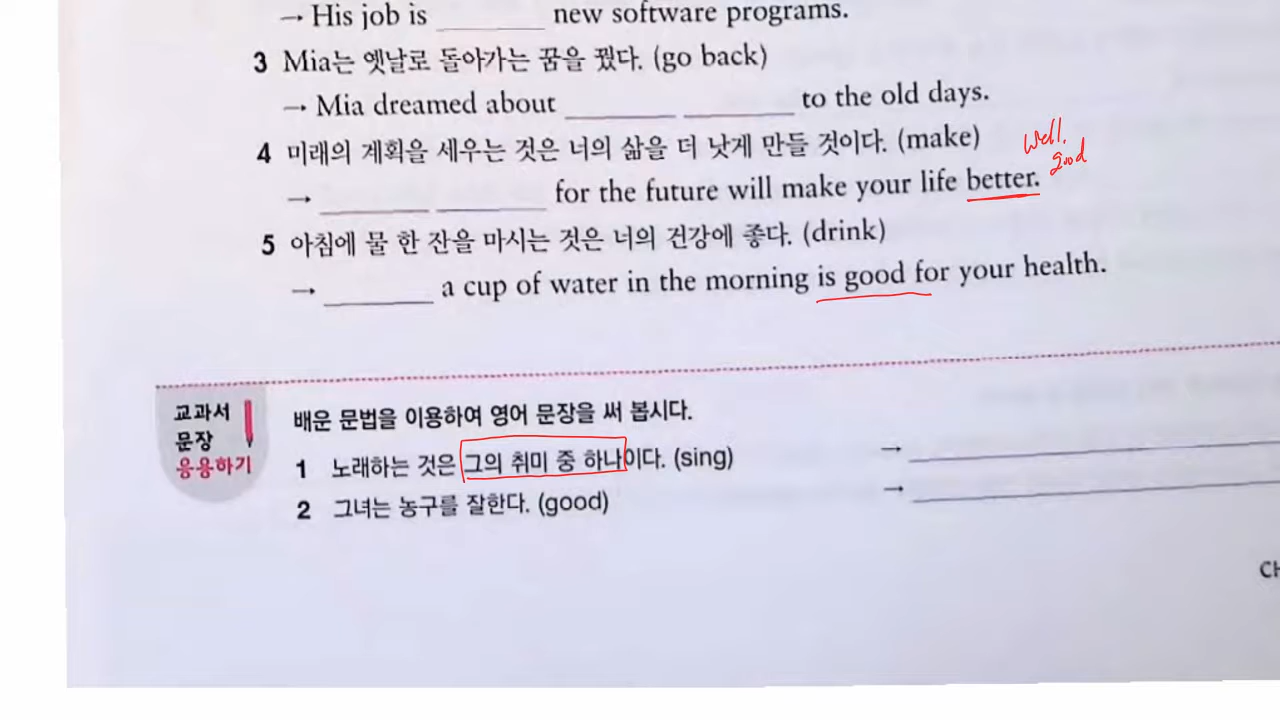 → His job is ________ new software programs.
3 Mia는 옛날로 돌아가는 꿈을 꿨다. (go back)
→ Mia dreamed about ________ ________ to the old days.
4 미래의 계획을 세우는 것은 너의 삶을 더 낫게 만들 것이다. (make)
well.
good
→ ________ ________ for the future will make your life better.
5 아침에 물 한 잔을 마시는 것은 너의 건강에 좋다. (drink)
→ ________ a cup of water in the morning is good for your health.
교과서
문장
응용하기
배운 문법을 이용하여 영어 문장을 써 봅시다.
1 노래하는 것은 그의 취미 중 하나이다. (sing) →
2 그녀는 농구를 잘한다. (good) →